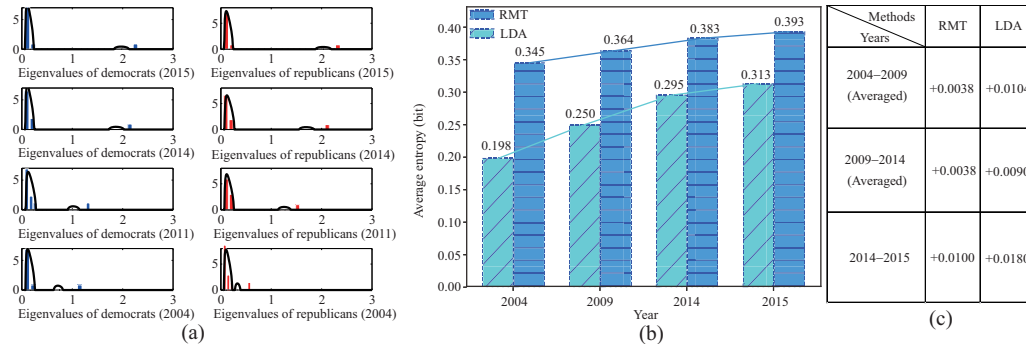 5
0
0 1 2 3
Eigenvalues of democrats (2015)
5
0
0 1 2 3
Eigenvalues of republicans (2015)
5
0
0 1 2 3
Eigenvalues of democrats (2014)
5
0
0 1 2 3
Eigenvalues of republicans (2014)
5
0
0 1 2 3
Eigenvalues of democrats (2011)
5
0
0 1 2 3
Eigenvalues of republicans (2011)
5
0
0 1 2 3
Eigenvalues of democrats (2004)
5
0
0 1 2 3
Eigenvalues of republicans (2004)
(a)
Average entropy (bit)
0.40
0.35
0.30
0.25
0.20
0.15
0.10
0.05
0.00
RMT
LDA
0.345
0.364
0.383
0.393
0.198
0.250
0.295
0.313
2004 2009 2014 2015
Year
(b)
Methods
Years
RMT LDA
2004–2009
(Averaged)
+0.0038 +0.0104
2009–2014
(Averaged)
+0.0038 +0.0090
2014–2015 +0.0100 +0.0180
(c)